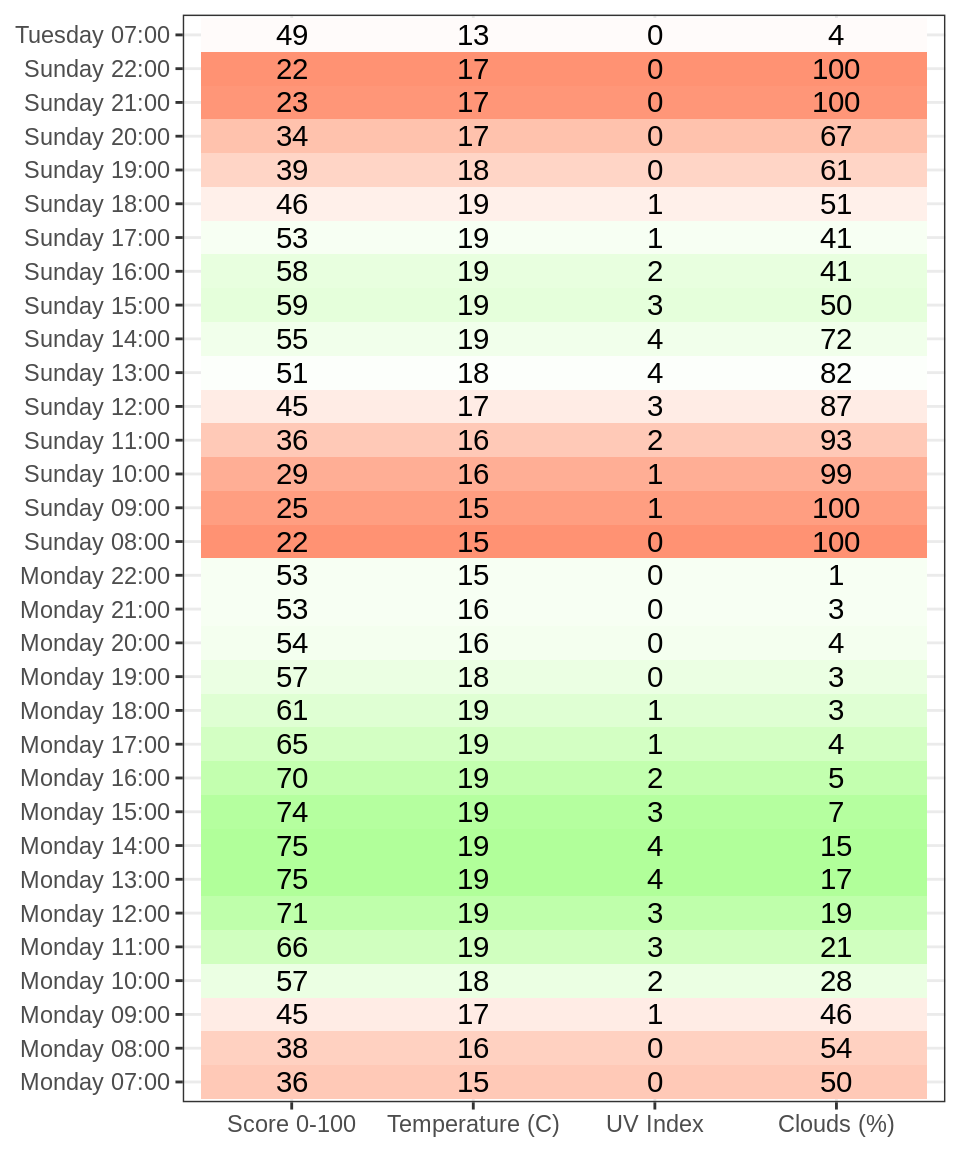 Tuesday 07:00 49 13 0 4
Sunday 22:00 22 17 0 100
Sunday 21:00 23 17 0 100
Sunday 20:00 34 17 0 67
Sunday 19:00 39 18 0 61
Sunday 18:00 46 19 1 51
Sunday 17:00 53 19 1 41
Sunday 16:00 58 19 2 41
Sunday 15:00 59 19 3 50
Sunday 14:00 55 19 4 72
Sunday 13:00 51 18 4 82
Sunday 12:00 45 17 3 87
Sunday 11:00 36 16 2 93
Sunday 10:00 29 16 1 99
Sunday 09:00 25 15 1 100
Sunday 08:00 22 15 0 100
Monday 22:00 53 15 0 1
Monday 21:00 53 16 0 3
Monday 20:00 54 16 0 4
Monday 19:00 57 18 0 3
Monday 18:00 61 19 1 3
Monday 17:00 65 19 1 4
Monday 16:00 70 19 2 5
Monday 15:00 74 19 3 7
Monday 14:00 75 19 4 15
Monday 13:00 75 19 4 17
Monday 12:00 71 19 3 19
Monday 11:00 66 19 3 21
Monday 10:00 57 18 2 28
Monday 09:00 45 17 1 46
Monday 08:00 38 16 0 54
Monday 07:00 36 15 0 50
Score 0-100 Temperature (C) UV Index Clouds (%)